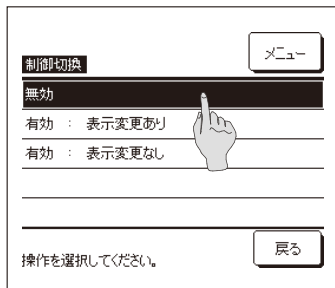 制御切換
メニュー
無効
有効 : 表示変更あり
有効 : 表示変更なし
操作を選択してください。
戻る